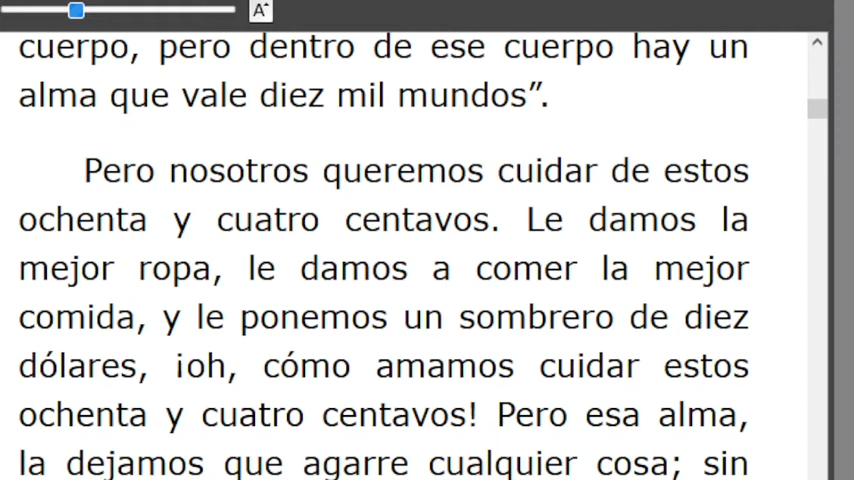 A
cuerpo, pero dentro de ese cuerpo hay un
alma que vale diez mil mundos”.
Pero nosotros queremos cuidar de estos
ochenta y cuatro centavos. Le damos la
mejor ropa, le damos a comer la mejor
comida, y le ponemos un sombrero de diez
dólares, ¡oh, cómo amamos cuidar estos
ochenta y cuatro centavos! Pero esa alma,
la dejamos que agarre cualquier cosa; sin